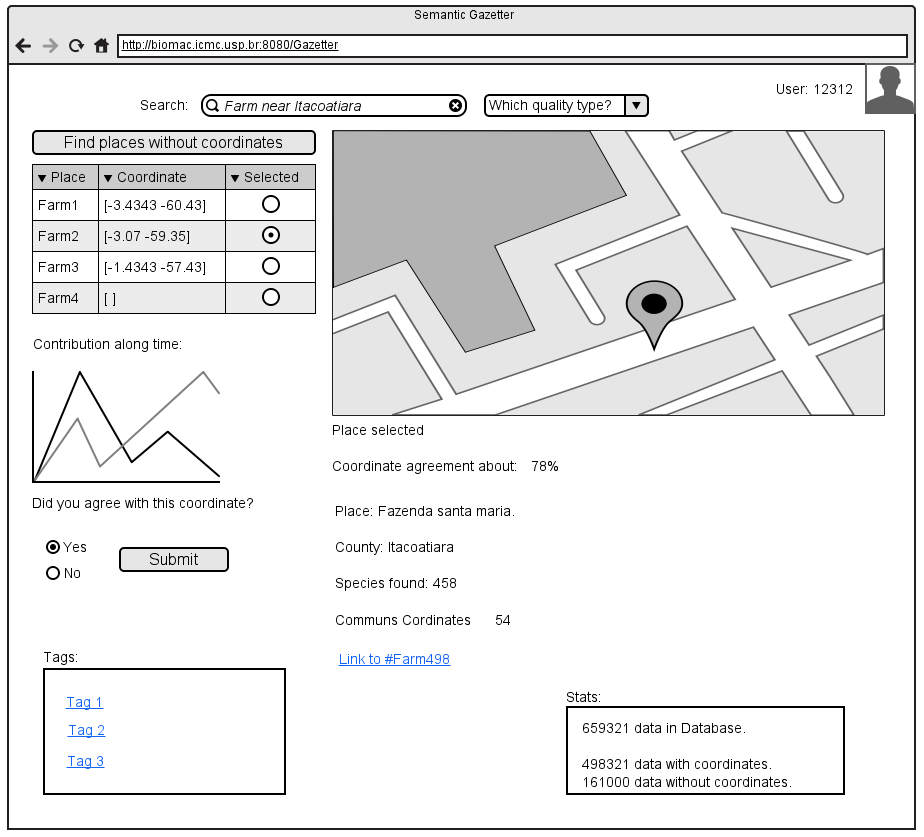 Semantic Gazetter
http://biomac.icmc.usp.br:8080/Gazetter
User: 12312
Search: Farm near Itacoatiara Which quality type?
Find places without coordinates
Place Coordinate Selected
Farm1 [-3.4343 -60.43]
Farm2 [-3.07 -59.35]
Farm3 [-1.4343 -57.43]
Farm4 [ ]
Contribution along time:
Did you agree with this coordinate?
Yes
No
Submit
Place selected
Coordinate agreement about: 78%
Place: Fazenda santa maria.
County: Itacoatiara
Species found: 458
Communs Cordinates 54
Link to #Farm498
Tags:
Tag 1
Tag 2
Tag 3
Stats:
659321 data in Database.
498321 data with coordinates.
161000 data without coordinates.